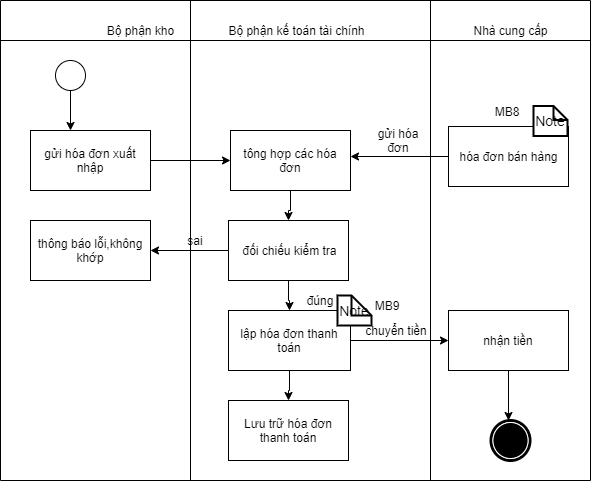 Bộ phận kho
Bộ phận kế toán tài chính
Nhà cung cấp
MB8
Note
gửi hóa đơn xuất
nhập
tông hợp các hóa
đơn
gửi hóa
đơn
hóa đơn bán hàng
thông báo lỗi,không
khớp
sai
đối chiếu kiểm tra
đúng
Note
MB9
lập hóa đơn thanh
toán
chuyển tiền
nhận tiền
Lưu trữ hóa đơn
thanh toán